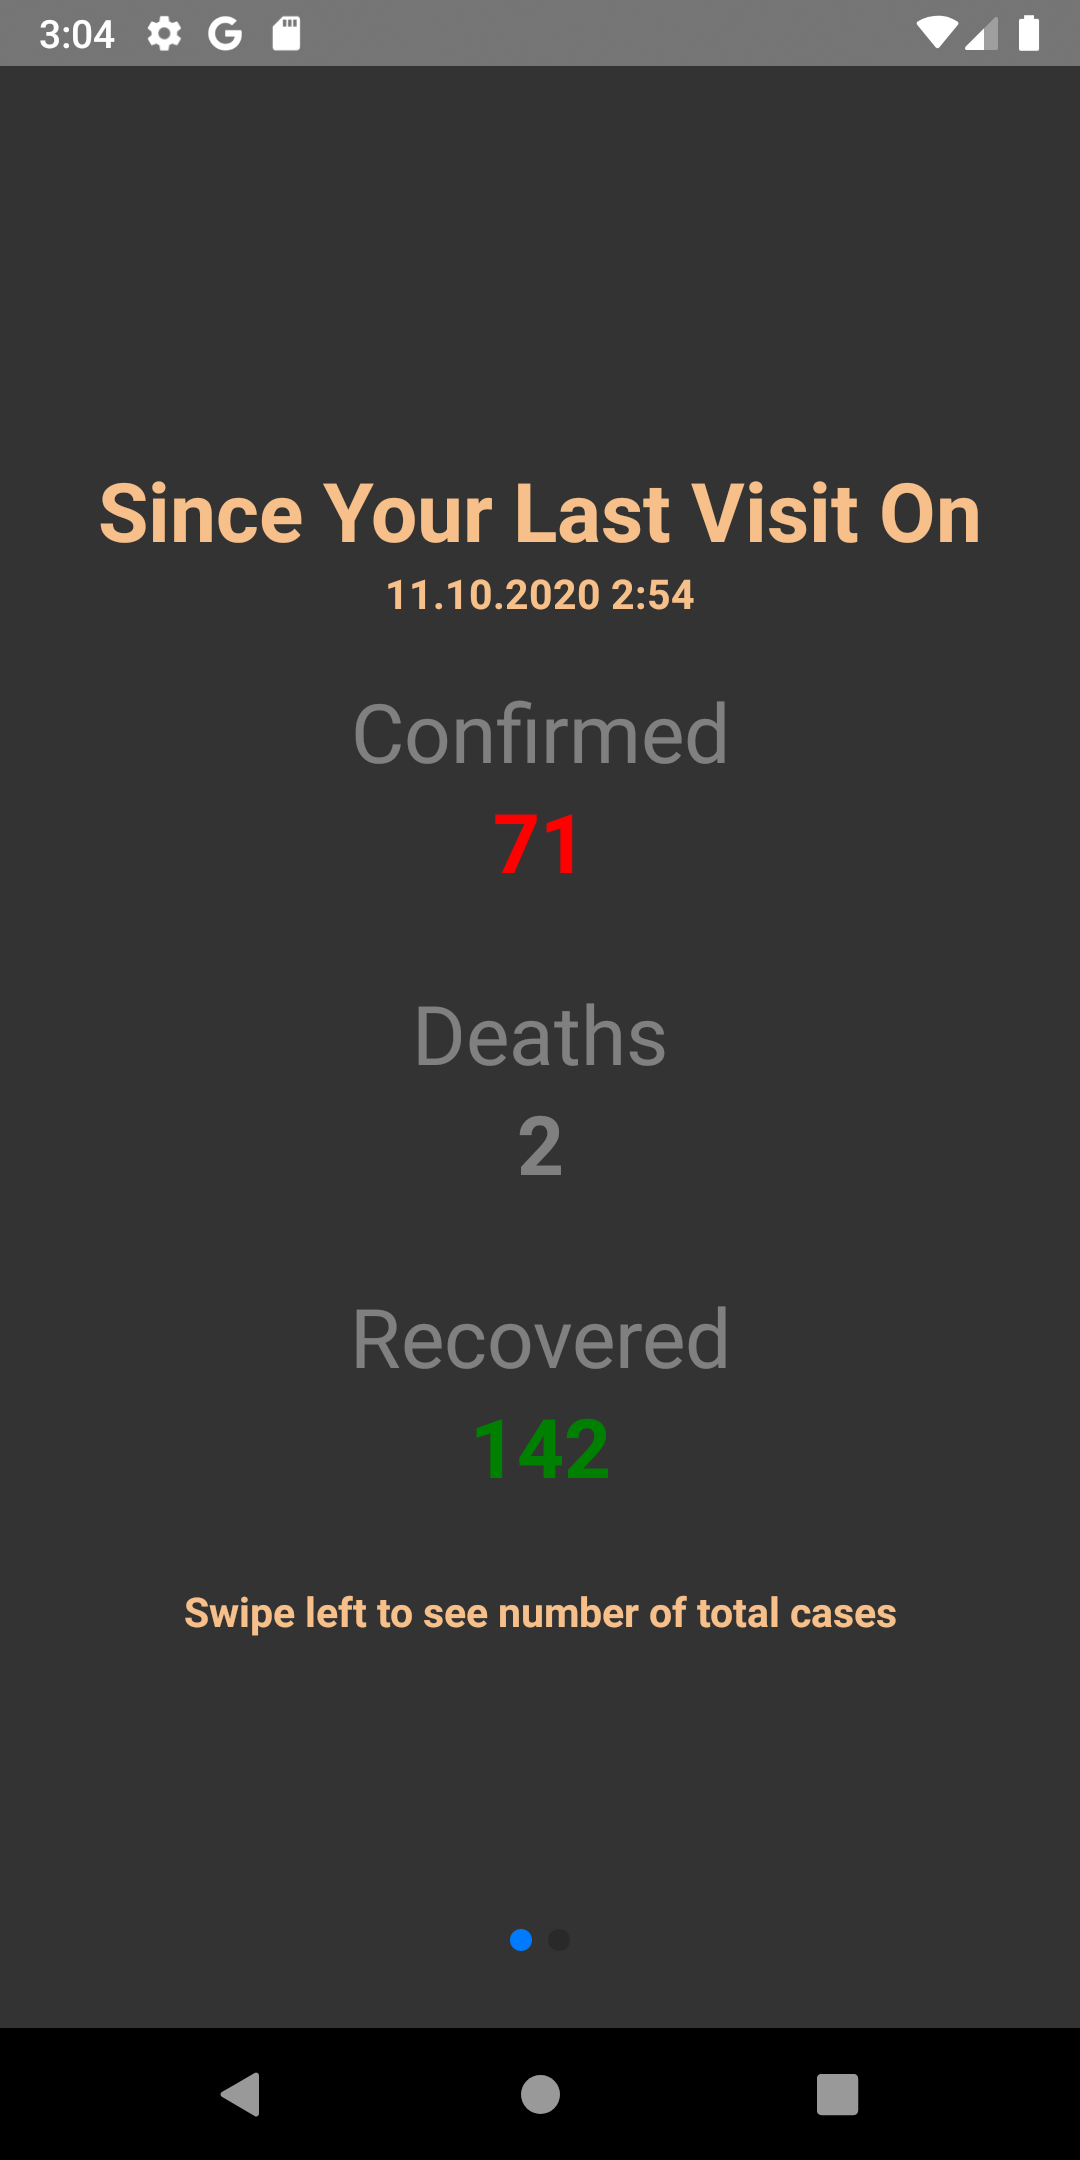 3:04
Since Your Last Visit On
11.10.2020 2:54
Confirmed
71
Deaths
2
Recovered
142
Swipe left to see number of total cases